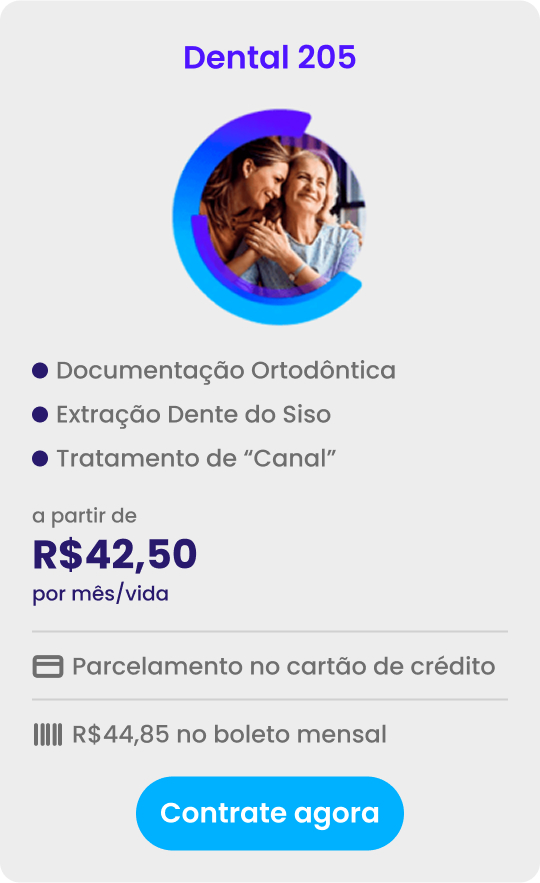 Dental 205
Documentação Ortodôntica
Extração Dente do Siso
Tratamento de “Canal”
a partir de
R$42,50
por mês/vida
Parcelamento no cartão de crédito
R$44,85 no boleto mensal
Contrate agora